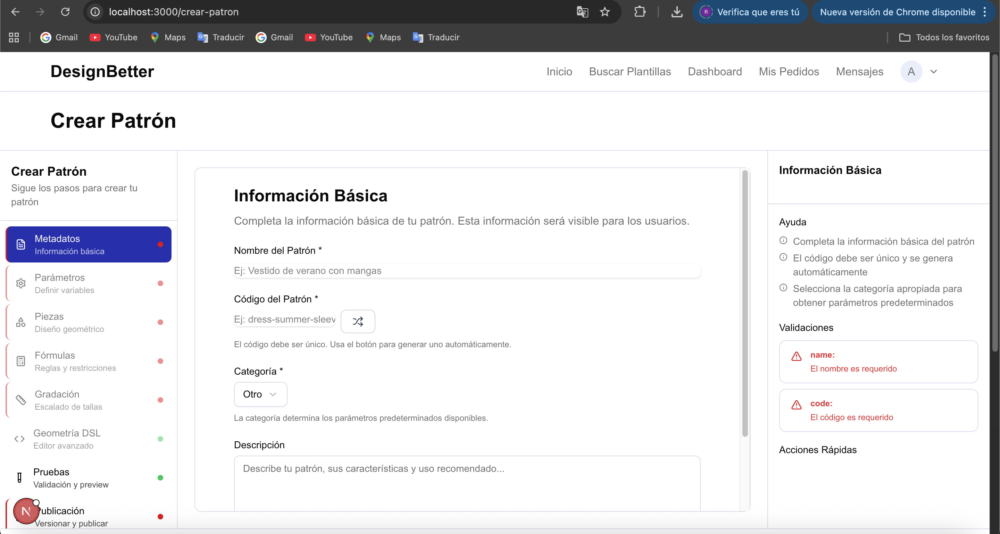 localhost:3000/crear-patron
Verifica que eres tú
Nueva versión de Chrome disponible
Gmail
YouTube
Maps
Traducir
Gmail
YouTube
Maps
Traducir
Todos los favoritos
DesignBetter
Inicio
Buscar Plantillas
Dashboard
Mis Pedidos
Mensajes
A
Crear Patrón
Crear Patrón
Sigue los pasos para crear tu
patrón
Metadatos
Información básica
Parámetros
Definir variables
Piezas
Diseño geométrico
Fórmulas
Reglas y restricciones
Gradación
Escalado de tallas
Geometría DSL
Editor avanzado
Pruebas
Validación y preview
N
Publicación
Versionar y publicar
Información Básica
Completa la información básica de tu patrón. Esta información será visible para los usuarios.
Nombre del Patrón *
Ej: Vestido de verano con mangas
Código del Patrón *
Ej: dress-summer-sleev
El código debe ser único. Usa el botón para generar uno automáticamente.
Categoría *
Otro
La categoría determina los parámetros predeterminados disponibles.
Descripción
Describe tu patrón, sus características y uso recomendado...
Información Básica
Ayuda
Completa la información básica del patrón
El código debe ser único y se genera
automáticamente
Selecciona la categoría apropiada para
obtener parámetros predeterminados
Validaciones
name:
El nombre es requerido
code:
El código es requerido
Acciones Rápidas